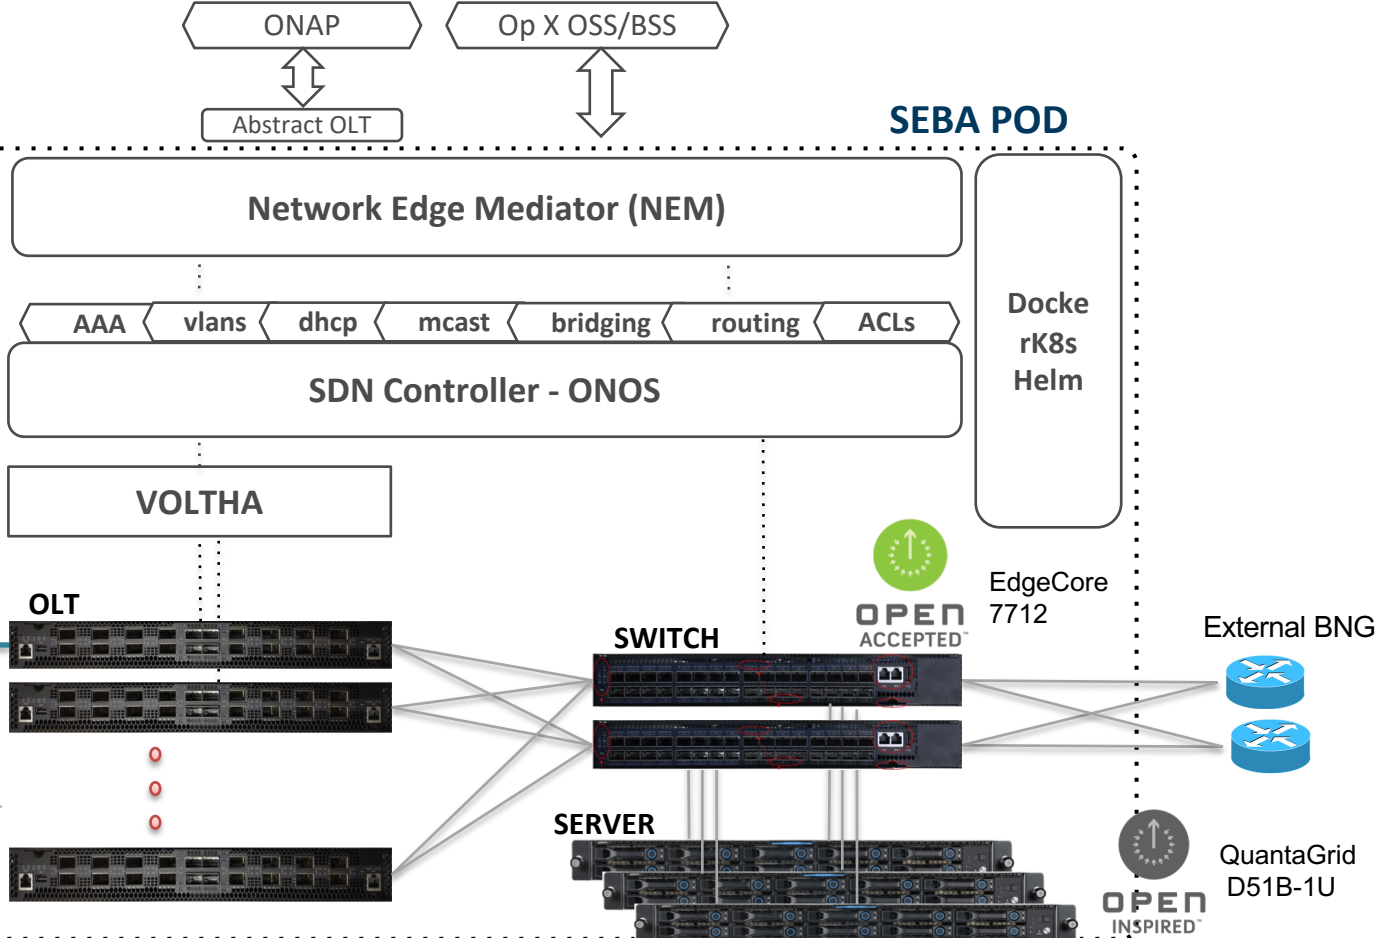 ONAP
Op X OSS/BSS
Abstract OLT
SEBA POD
Network Edge Mediator (NEM)
Docke
rK8s
Helm
AAA
vlans
dhcp
mcast
bridging
routing
ACLs
SDN Controller - ONOS
VOLTHA
OPEN
ACCEPTED™
EdgeCore
7712
OLT
SWITCH
External BNG
SERVER
OPEN
INSPIRED™
QuantaGrid
D51B-1U